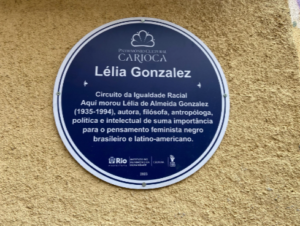 PATRIMÔNIO CULTURAL
CARIOCA
Lélia Gonzalez
Circuito da Igualdade Racial
Aqui morou Lélia de Almeida Gonzalez
(1935-1994), autora, filósofa, antropóloga,
política e intelectual de suma importância
para o pensamento feminista negro
brasileiro e latino-americano.
Rio